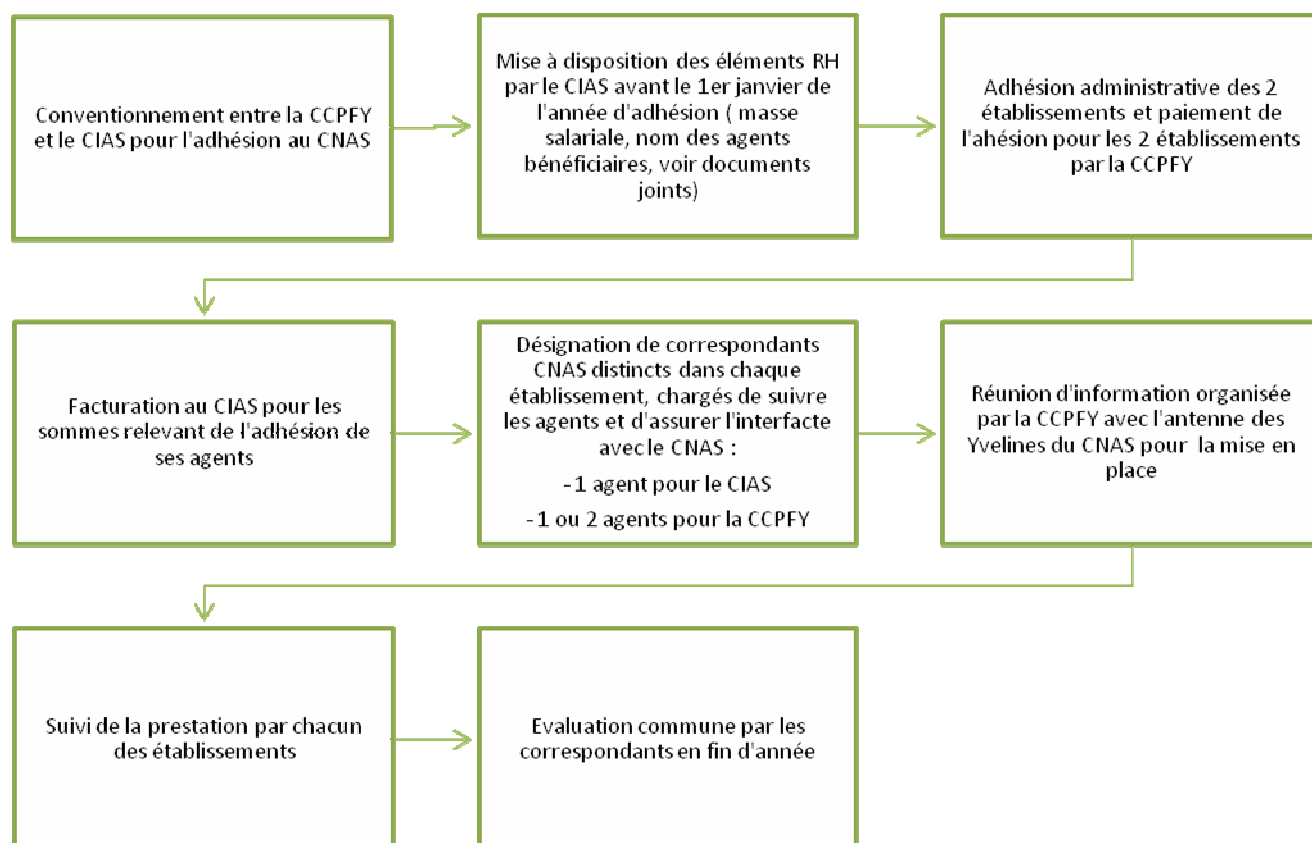 Conventionnement entre la CCPFY
et le CIAS pour l'adhésion au CNAS
Mise à disposition des éléments RH
par le CIAS avant le 1er janvier de
l'année d'adhésion ( masse
salariale, nom des agents
bénéficiaires, voir documents
joints)
Adhésion administrative des 2
établissements et paiement de
l'ahésion pour les 2 établissements
par la CCPFY
Facturation au CIAS pour les
sommes relevant de l'adhésion de
ses agents
Désignation de correspondants
CNAS distincts dans chaque
établissement, chargés de suivre
les agents et d'assurer l'interfacte
avec le CNAS :
- 1 agent pour le CIAS
- 1 ou 2 agents pour la CCPFY
Réunion d'information organisée
par la CCPFY avec l'antenne des
Yvelines du CNAS pour la mise en
place
Suivi de la prestation par chacun
des établissements
Evaluation commune par les
correspondants en fin d'année